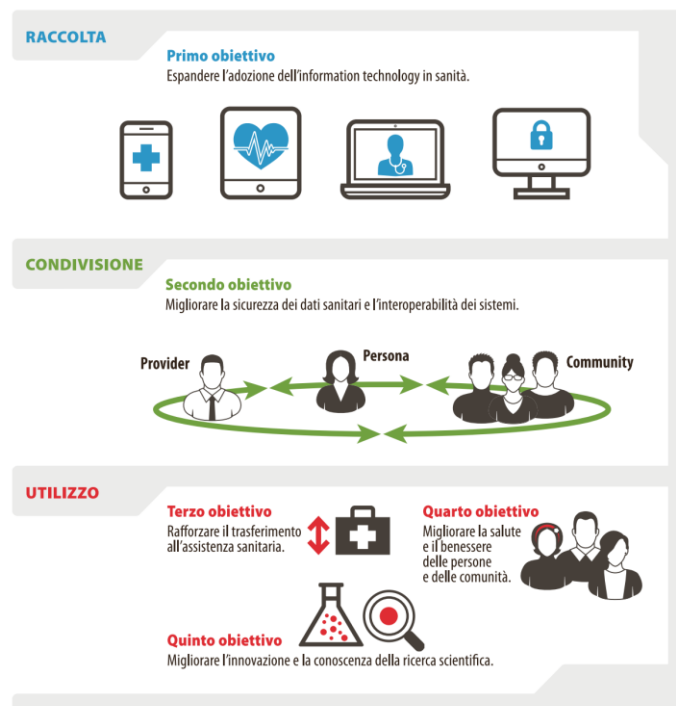 RACCOLTA
Primo obiettivo
Espandere l'adozione dell'information technology in sanità.
CONDIVISIONE
Secondo obiettivo
Migliorare la sicurezza dei dati sanitari e l'interoperabilità dei sistemi.
Provider
Persona
Community
UTILIZZO
Terzo obiettivo
Rafforzare il trasferimento
all'assistenza sanitaria.
Quarto obiettivo
Migliorare la salute
e il benessere
delle persone
e delle comunità.
Quinto obiettivo
Migliorare l'innovazione e la conoscenza della ricerca scientifica.